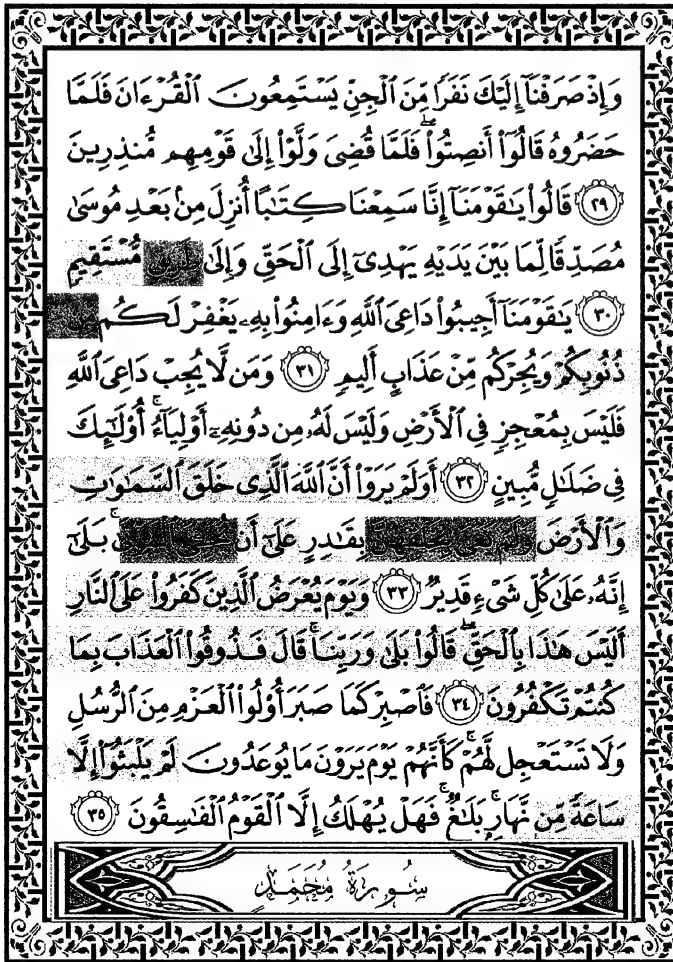 وَإِذْ صَرَفْنَآ إِلَيْكَ نَفَرًا مِّنَ ٱلْجِنِّ يَسْتَمِعُونَ ٱلْقُرْءَانَ فَلَمَّا
حَضَرُوهُ قَالُوٓا۟ أَنصِتُوا۟ ۖ فَلَمَّا قُضِىَ وَلَّوْا۟ إِلَىٰ قَوْمِهِم مُّنذِرِينَ
٢٩ قَالُوا۟ يَـٰقَوْمَنَآ إِنَّا سَمِعْنَا كِتَـٰبًا أُنزِلَ مِنۢ بَعْدِ مُوسَىٰ
مُصَدِّقًا لِّمَا بَيْنَ يَدَيْهِ يَهْدِىٓ إِلَى ٱلْحَقِّ وَإِلَىٰ طَرِيقٍ مُّسْتَقِيمٍ
٣٠ يَـٰقَوْمَنَآ أَجِيبُوا۟ دَاعِىَ ٱللَّهِ وَءَامِنُوا۟ بِهِۦ يَغْفِرْ لَكُم
ذُنُوبِكُمْ وَيُجِرْكُم مِّنْ عَذَابٍ أَلِيمٍ ٣١ وَمَن لَّا يُجِبْ دَاعِىَ ٱللَّهِ
فَلَيْسَ بِمُعْجِزٍ فِى ٱلْأَرْضِ وَلَيْسَ لَهُۥ مِن دُونِهِۦٓ أَوْلِيَآءُ ۚ أُو۟لَـٰٓئِكَ
فِى ضَلَـٰلٍ مُّبِينٍ ٣٢ أَوَلَمْ يَرَوْا۟ أَنَّ ٱللَّهَ ٱلَّذِى خَلَقَ ٱلسَّمَـٰوَٰتِ
وَٱلْأَرْضَ وَلَمْ يَعْىَ بِخَلْقِهِنَّ بِقَـٰدِرٍ عَلَىٰٓ أَن يُحْـِۧىَ ٱلْمَوْتَىٰ ۚ بَلَىٰٓ
إِنَّهُۥ عَلَىٰ كُلِّ شَىْءٍ قَدِيرٌ ٣٣ وَيَوْمَ يُعْرَضُ ٱلَّذِينَ كَفَرُوا۟ عَلَى ٱلنَّارِ
أَلَيْسَ هَـٰذَا بِٱلْحَقِّ ۖ قَالُوا۟ بَلَىٰ وَرَبِّنَا ۚ قَالَ فَذُوقُوا۟ ٱلْعَذَابَ بِمَا
كُنتُمْ تَكْفُرُونَ ٣٤ فَٱصْبِرْ كَمَا صَبَرَ أُو۟لُوا۟ ٱلْعَزْمِ مِنَ ٱلرُّسُلِ
وَلَا تَسْتَعْجِل لَّهُمْ ۚ كَأَنَّهُمْ يَوْمَ يَرَوْنَ مَا يُوعَدُونَ لَمْ يَلْبَثُوٓا۟ إِلَّا
سَاعَةً مِّن نَّهَارٍۭ ۚ بَلَـٰغٌ ۚ فَهَلْ يُهْلَكُ إِلَّا ٱلْقَوْمُ ٱلْفَـٰسِقُونَ ٣٥
سُورَةُ مُحَمَّدٍ